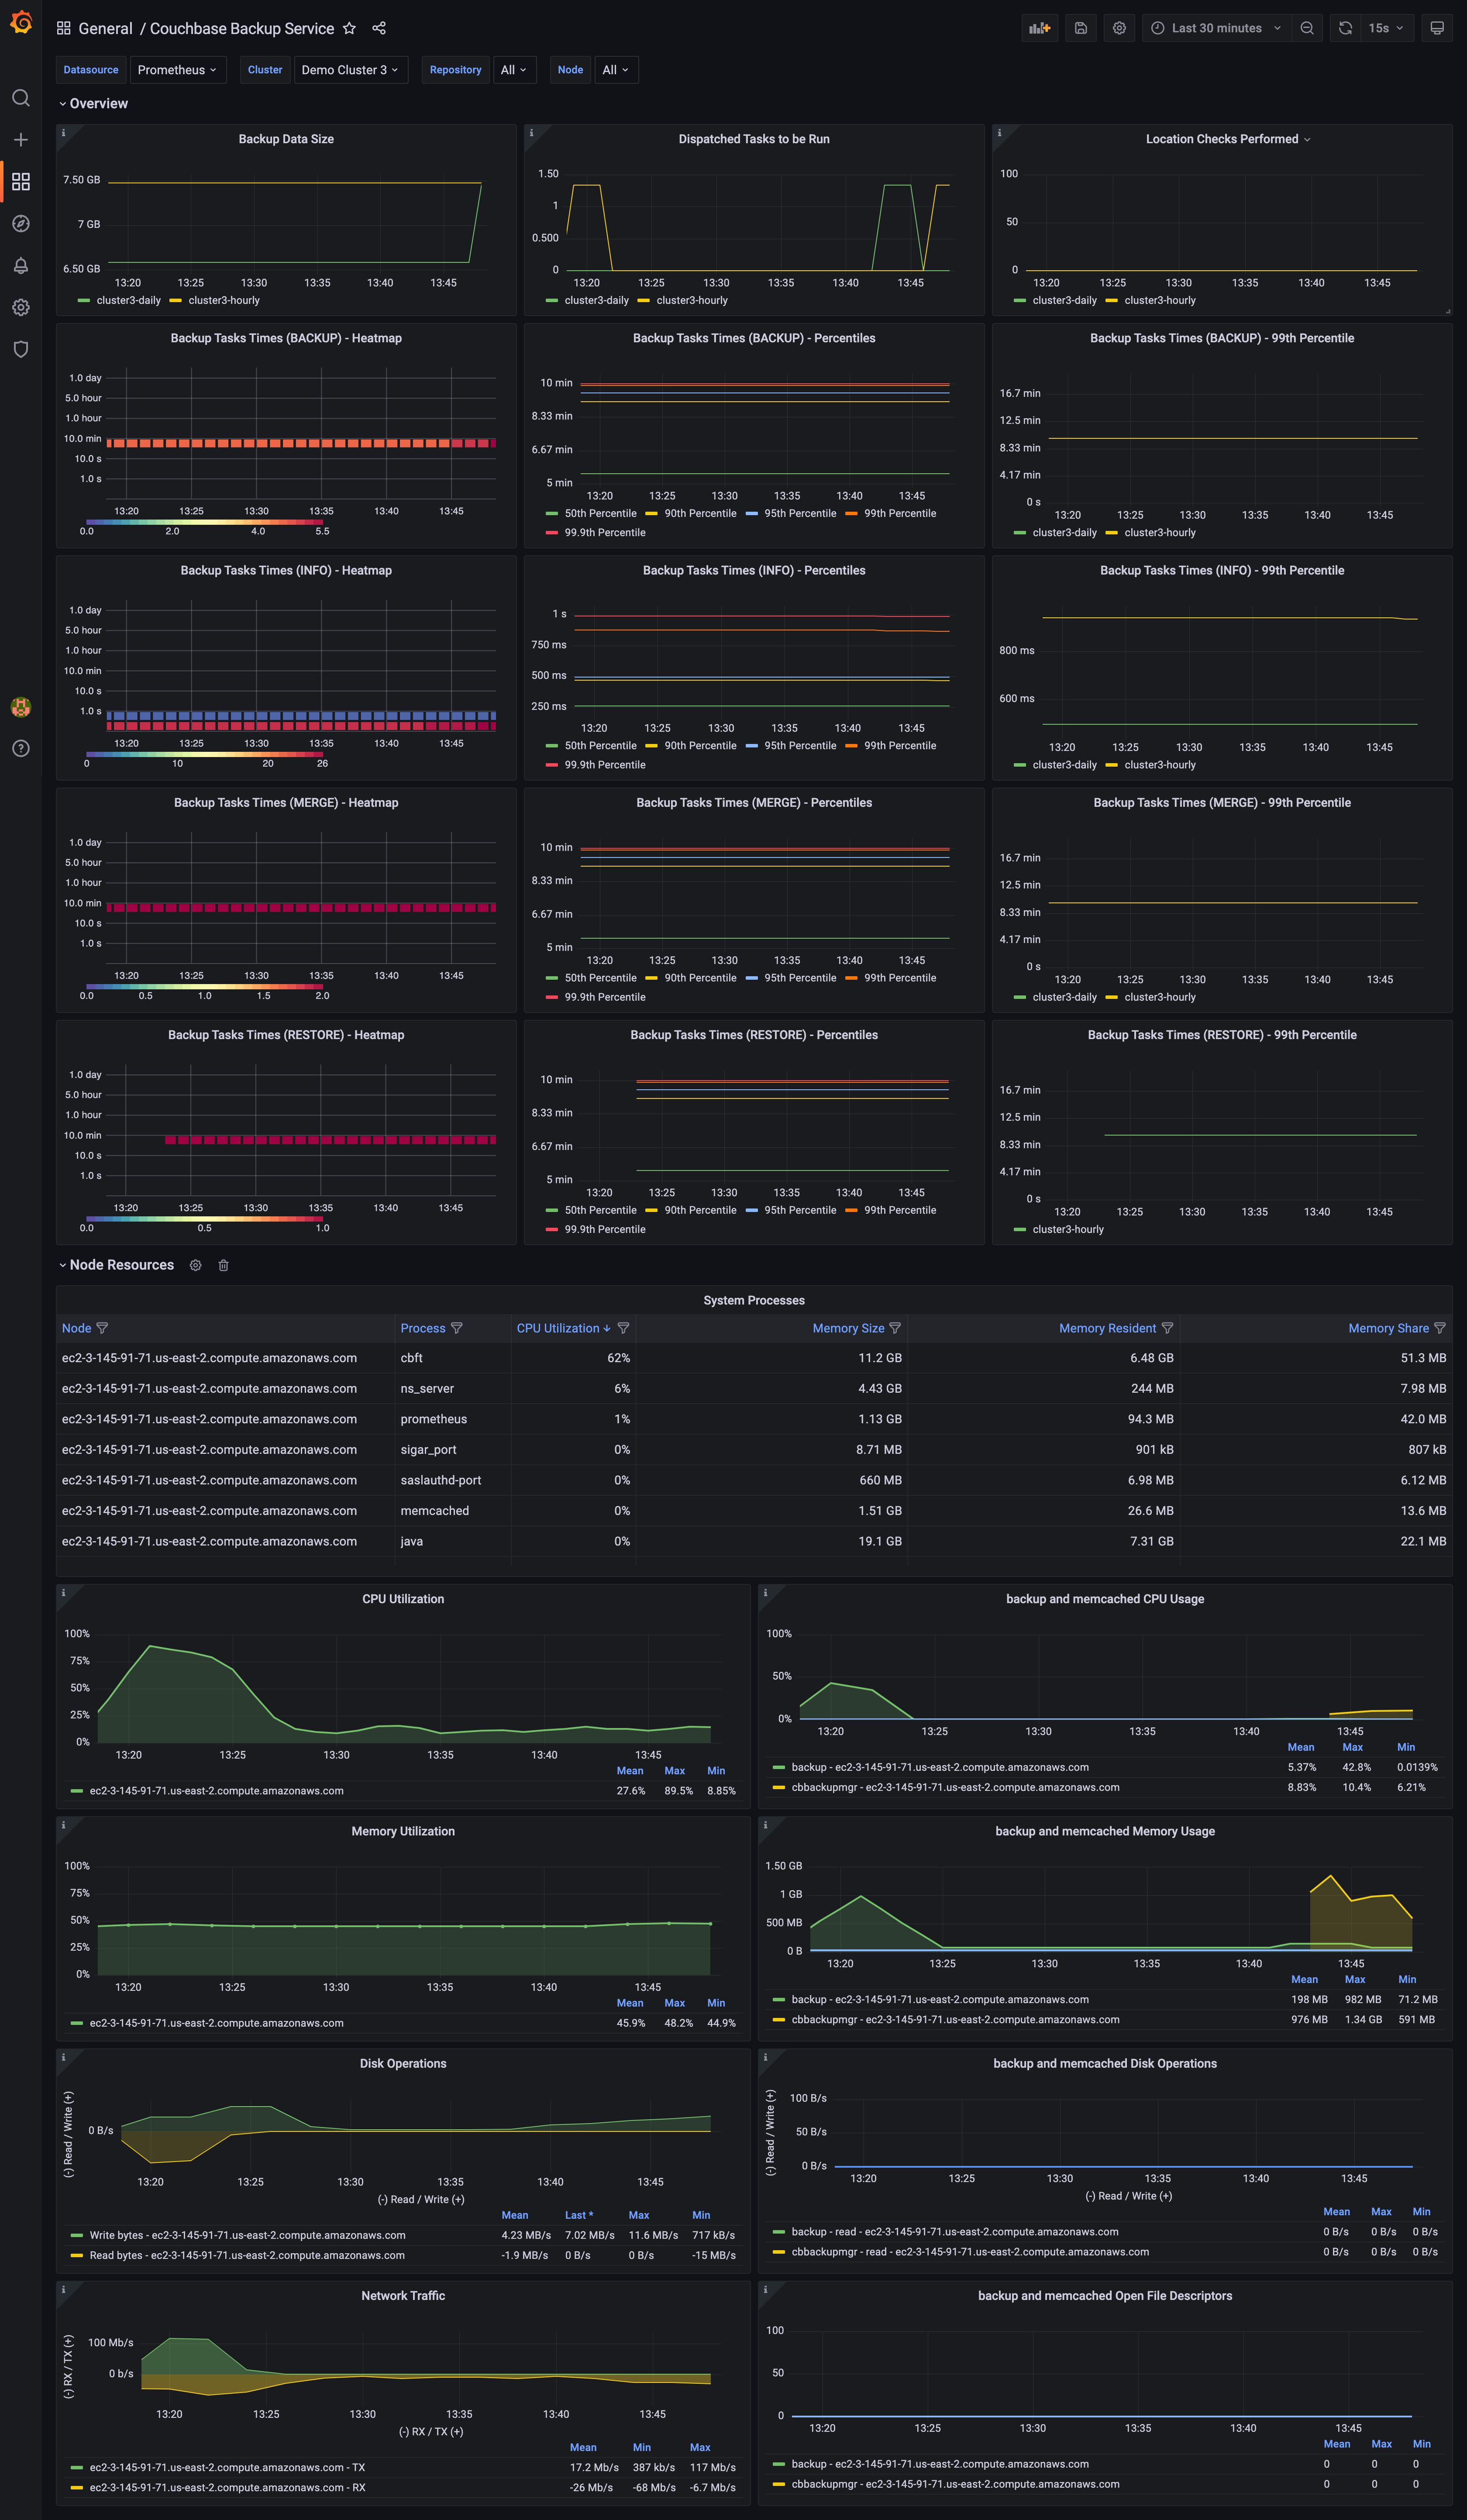 General / Couchbase Backup Service
Last 30 minutes
15s
Datasource Prometheus Cluster Demo Cluster 3 Repository All Node All
Overview
Backup Data Size
7.50 GB
7 GB
6.50 GB
13:20 13:25 13:30 13:35 13:40 13:45
cluster3-daily cluster3-hourly
Dispatched Tasks to be Run
1.50
1
0.500
0
13:20 13:25 13:30 13:35 13:40 13:45
cluster3-daily cluster3-hourly
Location Checks Performed
100
50
0
13:20 13:25 13:30 13:35 13:40 13:45
cluster3-daily cluster3-hourly
Backup Tasks Times (BACKUP) - Heatmap
1.0 day
5.0 hour
1.0 hour
10.0 min
10.0 s
1.0 s
13:20 13:25 13:30 13:35 13:40 13:45
0.0 2.0 4.0 5.5
Backup Tasks Times (BACKUP) - Percentiles
10 min
8.33 min
6.67 min
5 min
13:20 13:25 13:30 13:35 13:40 13:45
50th Percentile 90th Percentile 95th Percentile 99th Percentile
99.9th Percentile
Backup Tasks Times (BACKUP) - 99th Percentile
16.7 min
12.5 min
8.33 min
4.17 min
0 s
13:20 13:25 13:30 13:35 13:40 13:45
cluster3-daily cluster3-hourly
Backup Tasks Times (INFO) - Heatmap
1.0 day
5.0 hour
1.0 hour
10.0 min
10.0 s
1.0 s
13:20 13:25 13:30 13:35 13:40 13:45
0 10 20 26
Backup Tasks Times (INFO) - Percentiles
1 s
750 ms
500 ms
250 ms
13:20 13:25 13:30 13:35 13:40 13:45
50th Percentile 90th Percentile 95th Percentile 99th Percentile
99.9th Percentile
Backup Tasks Times (INFO) - 99th Percentile
800 ms
600 ms
13:20 13:25 13:30 13:35 13:40 13:45
cluster3-daily cluster3-hourly
Backup Tasks Times (MERGE) - Heatmap
1.0 day
5.0 hour
1.0 hour
10.0 min
10.0 s
1.0 s
13:20 13:25 13:30 13:35 13:40 13:45
0.0 0.5 1.0 1.5 2.0
Backup Tasks Times (MERGE) - Percentiles
10 min
8.33 min
6.67 min
5 min
13:20 13:25 13:30 13:35 13:40 13:45
50th Percentile 90th Percentile 95th Percentile 99th Percentile
99.9th Percentile
Backup Tasks Times (MERGE) - 99th Percentile
16.7 min
12.5 min
8.33 min
4.17 min
0 s
13:20 13:25 13:30 13:35 13:40 13:45
cluster3-daily cluster3-hourly
Backup Tasks Times (RESTORE) - Heatmap
1.0 day
5.0 hour
1.0 hour
10.0 min
10.0 s
1.0 s
13:20 13:25 13:30 13:35 13:40 13:45
0.0 0.5 1.0
Backup Tasks Times (RESTORE) - Percentiles
10 min
8.33 min
6.67 min
5 min
13:20 13:25 13:30 13:35 13:40 13:45
50th Percentile 90th Percentile 95th Percentile 99th Percentile
99.9th Percentile
Backup Tasks Times (RESTORE) - 99th Percentile
16.7 min
12.5 min
8.33 min
4.17 min
0 s
13:20 13:25 13:30 13:35 13:40 13:45
cluster3-hourly
Node Resources
System Processes
Node Process CPU Utilization Memory Size Memory Resident Memory Share
ec2-3-145-91-71.us-east-2.compute.amazonaws.com cbft 62% 11.2 GB 6.48 GB 51.3 MB
ec2-3-145-91-71.us-east-2.compute.amazonaws.com ns_server 6% 4.43 GB 244 MB 7.98 MB
ec2-3-145-91-71.us-east-2.compute.amazonaws.com prometheus 1% 1.13 GB 94.3 MB 42.0 MB
ec2-3-145-91-71.us-east-2.compute.amazonaws.com sigar_port 0% 8.71 MB 901 kB 807 kB
ec2-3-145-91-71.us-east-2.compute.amazonaws.com saslauthd-port 0% 660 MB 6.98 MB 6.12 MB
ec2-3-145-91-71.us-east-2.compute.amazonaws.com memcached 0% 1.51 GB 26.6 MB 13.6 MB
ec2-3-145-91-71.us-east-2.compute.amazonaws.com java 0% 19.1 GB 7.31 GB 22.1 MB
CPU Utilization
100%
75%
50%
25%
0%
13:20 13:25 13:30 13:35 13:40 13:45
Mean Max Min
ec2-3-145-91-71.us-east-2.compute.amazonaws.com 27.6% 89.5% 8.85%
backup and memcached CPU Usage
100%
50%
0%
13:20 13:25 13:30 13:35 13:40 13:45
Mean Max Min
backup - ec2-3-145-91-71.us-east-2.compute.amazonaws.com 5.37% 42.8% 0.0139%
cbbackupmgr - ec2-3-145-91-71.us-east-2.compute.amazonaws.com 8.83% 10.4% 6.21%
Memory Utilization
100%
75%
50%
25%
0%
13:20 13:25 13:30 13:35 13:40 13:45
Mean Max Min
ec2-3-145-91-71.us-east-2.compute.amazonaws.com 45.9% 48.2% 44.9%
backup and memcached Memory Usage
1.50 GB
1 GB
500 MB
0 B
13:20 13:25 13:30 13:35 13:40 13:45
Mean Max Min
backup - ec2-3-145-91-71.us-east-2.compute.amazonaws.com 198 MB 982 MB 71.2 MB
cbbackupmgr - ec2-3-145-91-71.us-east-2.compute.amazonaws.com 976 MB 1.34 GB 591 MB
Disk Operations
(-) Read / Write (+)
0 B/s
13:20 13:25 13:30 13:35 13:40 13:45
(-) Read / Write (+)
Mean Last * Max Min
Write bytes - ec2-3-145-91-71.us-east-2.compute.amazonaws.com 4.23 MB/s 7.02 MB/s 11.6 MB/s 717 kB/s
Read bytes - ec2-3-145-91-71.us-east-2.compute.amazonaws.com -1.9 MB/s 0 B/s 0 B/s -15 MB/s
backup and memcached Disk Operations
(-) Read / Write (+)
100 B/s
50 B/s
0 B/s
13:20 13:25 13:30 13:35 13:40 13:45
(-) Read / Write (+)
Mean Max Min
backup - read - ec2-3-145-91-71.us-east-2.compute.amazonaws.com 0 B/s 0 B/s 0 B/s
cbbackupmgr - read - ec2-3-145-91-71.us-east-2.compute.amazonaws.com 0 B/s 0 B/s 0 B/s
Network Traffic
(-) RX / TX (+)
100 Mb/s
0 b/s
13:20 13:25 13:30 13:35 13:40 13:45
(-) RX / TX (+)
Mean Min Max
ec2-3-145-91-71.us-east-2.compute.amazonaws.com - TX 17.2 Mb/s 387 kb/s 117 Mb/s
ec2-3-145-91-71.us-east-2.compute.amazonaws.com - RX -26 Mb/s -68 Mb/s -6.7 Mb/s
backup and memcached Open File Descriptors
100
50
0
13:20 13:25 13:30 13:35 13:40 13:45
Mean Max Min
backup - ec2-3-145-91-71.us-east-2.compute.amazonaws.com 0 0 0
cbbackupmgr - ec2-3-145-91-71.us-east-2.compute.amazonaws.com 0 0 0